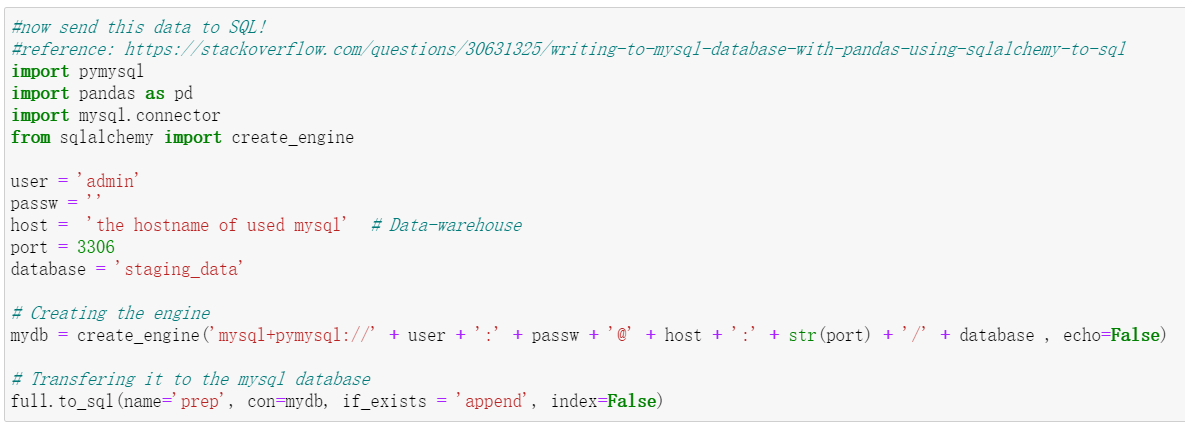 #now send this data to SQL!
#reference: https://stackoverflow.com/questions/30631325/writing-to-mysql-database-with-pandas-using-sqlalchemy-to-sql
import pymysql
import pandas as pd
import mysql.connector
from sqlalchemy import create_engine
user = 'admin'
passw = ''
host =  'the hostname of used mysql'  # Data-warehouse
port = 3306
database = 'staging_data'
# Creating the engine
mydb = create_engine('mysql+pymysql://' + user + ':' + passw + '@' + host + ':' + str(port) + '/' + database , echo=False)
# Transfering it to the mysql database
full.to_sql(name='prep', con=mydb, if_exists = 'append', index=False)